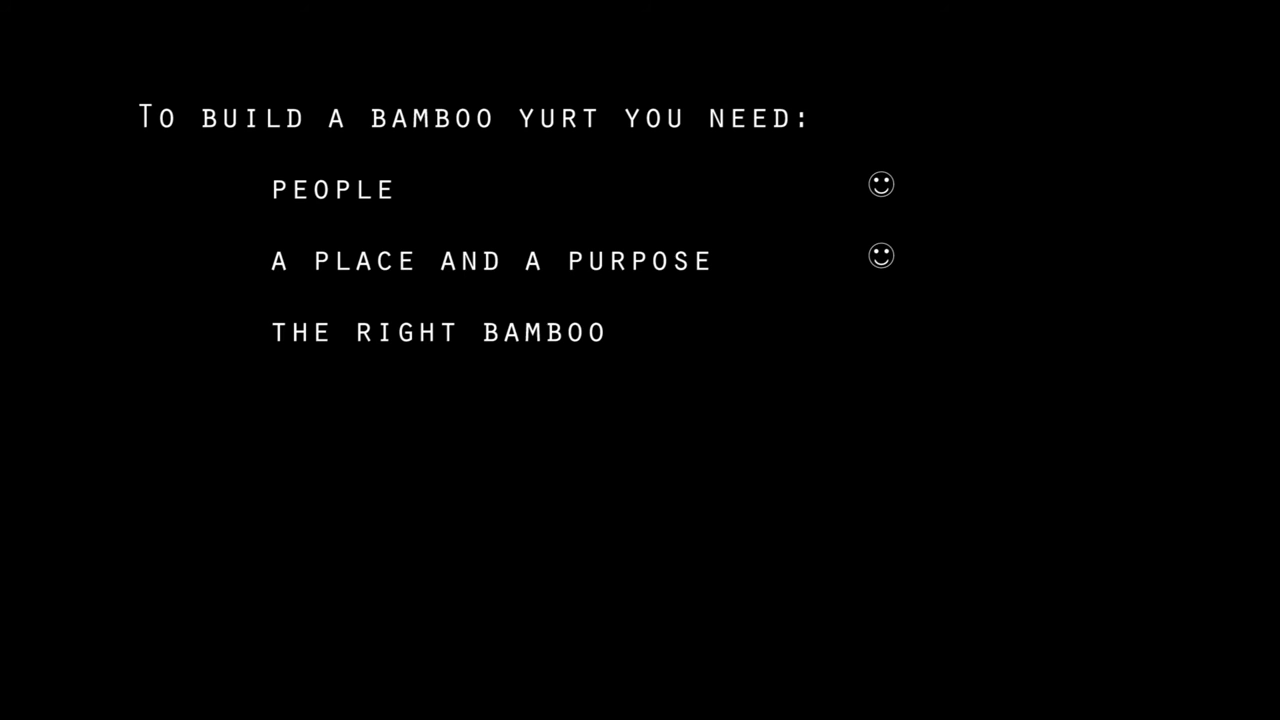 To build a bamboo yurt you need:
people ☺
a place and a purpose ☺
the right bamboo